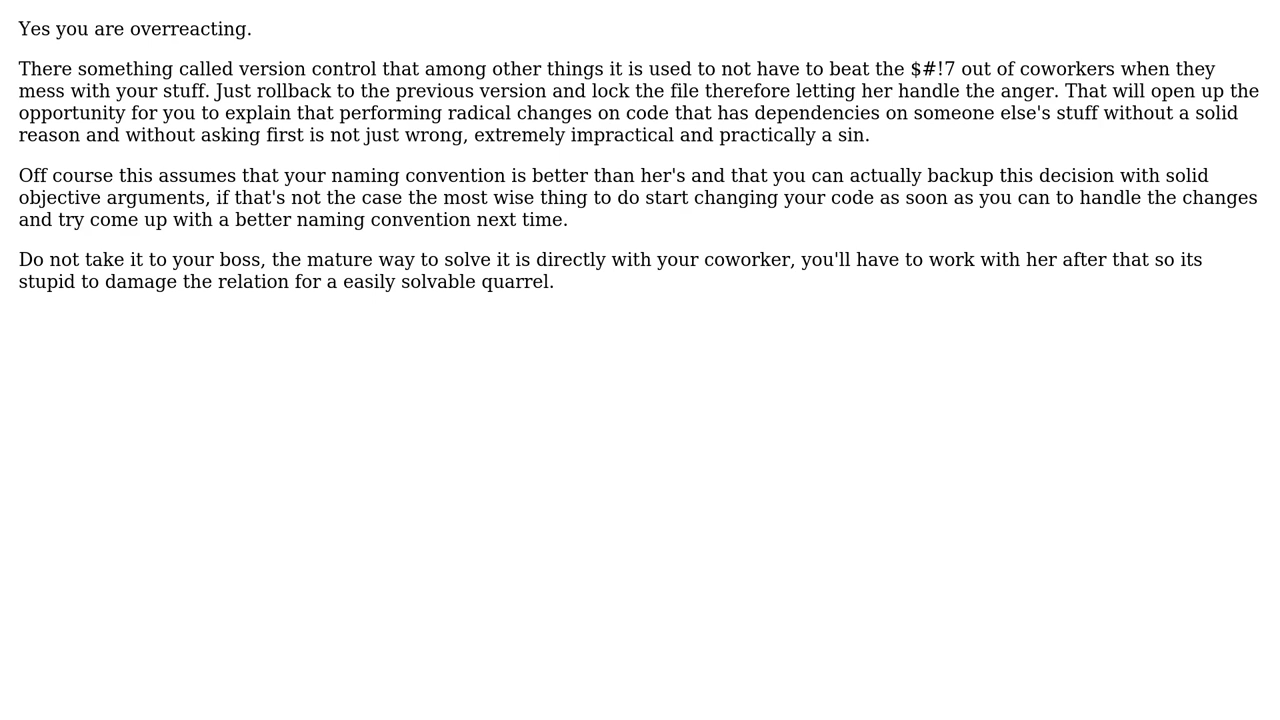 Yes you are overreacting.
There something called version control that among other things it is used to not have to beat the $#!7 out of coworkers when they
mess with your stuff. Just rollback to the previous version and lock the file therefore letting her handle the anger. That will open up the
opportunity for you to explain that performing radical changes on code that has dependencies on someone else's stuff without a solid
reason and without asking first is not just wrong, extremely impractical and practically a sin.
Off course this assumes that your naming convention is better than her's and that you can actually backup this decision with solid
objective arguments, if that's not the case the most wise thing to do start changing your code as soon as you can to handle the changes
and try come up with a better naming convention next time.
Do not take it to your boss, the mature way to solve it is directly with your coworker, you'll have to work with her after that so its
stupid to damage the relation for a easily solvable quarrel.